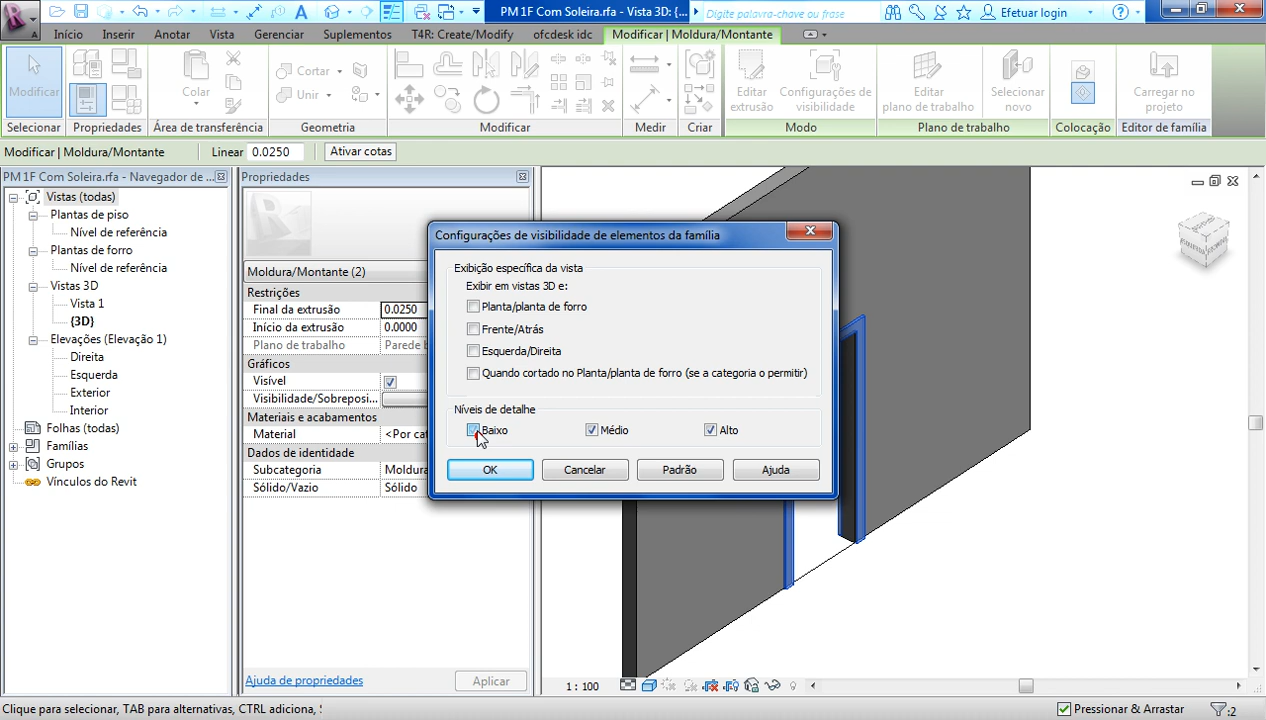 PM1F Com Soleira.rfa - Vista 3D: {...
Digite palavra-chave ou frase
Efetuar login
Início
Inserir
Anotar
Vista
Gerenciar
Suplementos
T4R: Create/Modify
ofcdesk idc
Modificar | Moldura/Montante
Modificar
Colar
Cortar
Unir
Editar extrusão
Configurações de visibilidade
Editar plano de trabalho
Selecionar novo
Carregar no projeto
Selecionar
Propriedades
Área de transferência
Geometria
Modificar
Medir
Criar
Modo
Plano de trabalho
Colocação
Editor de família
Modificar | Moldura/Montante
Linear
0.0250
Ativar cotas
PM1F Com Soleira.rfa - Navegador de ...
Vistas (todas)
Plantas de piso
Nível de referência
Plantas de forro
Nível de referência
Vistas 3D
Vista 1
{3D}
Elevações (Elevação 1)
Direita
Esquerda
Exterior
Interior
Folhas (todas)
Famílias
Grupos
Vínculos do Revit
Propriedades
Moldura/Montante (2)
Restrições
Final da extrusão 0.0250
Início da extrusão 0.0000
Plano de trabalho Parede b
Gráficos
Visível
Visibilidade/Sobreposi...
Materiais e acabamentos
Material <Por cat
Dados de identidade
Subcategoria Moldura
Sólido/Vazio Sólido
Ajuda de propriedades
Aplicar
Configurações de visibilidade de elementos da família
Exibição específica da vista
Exibir em vistas 3D e:
Planta/planta de forro
Frente/Atrás
Esquerda/Direita
Quando cortado no Planta/planta de forro (se a categoria o permitir)
Níveis de detalhe
Baixo
Médio
Alto
OK
Cancelar
Padrão
Ajuda
1 : 100
Clique para selecionar, TAB para alternativas, CTRL adiciona,
Pressionar & Arrastar
:2